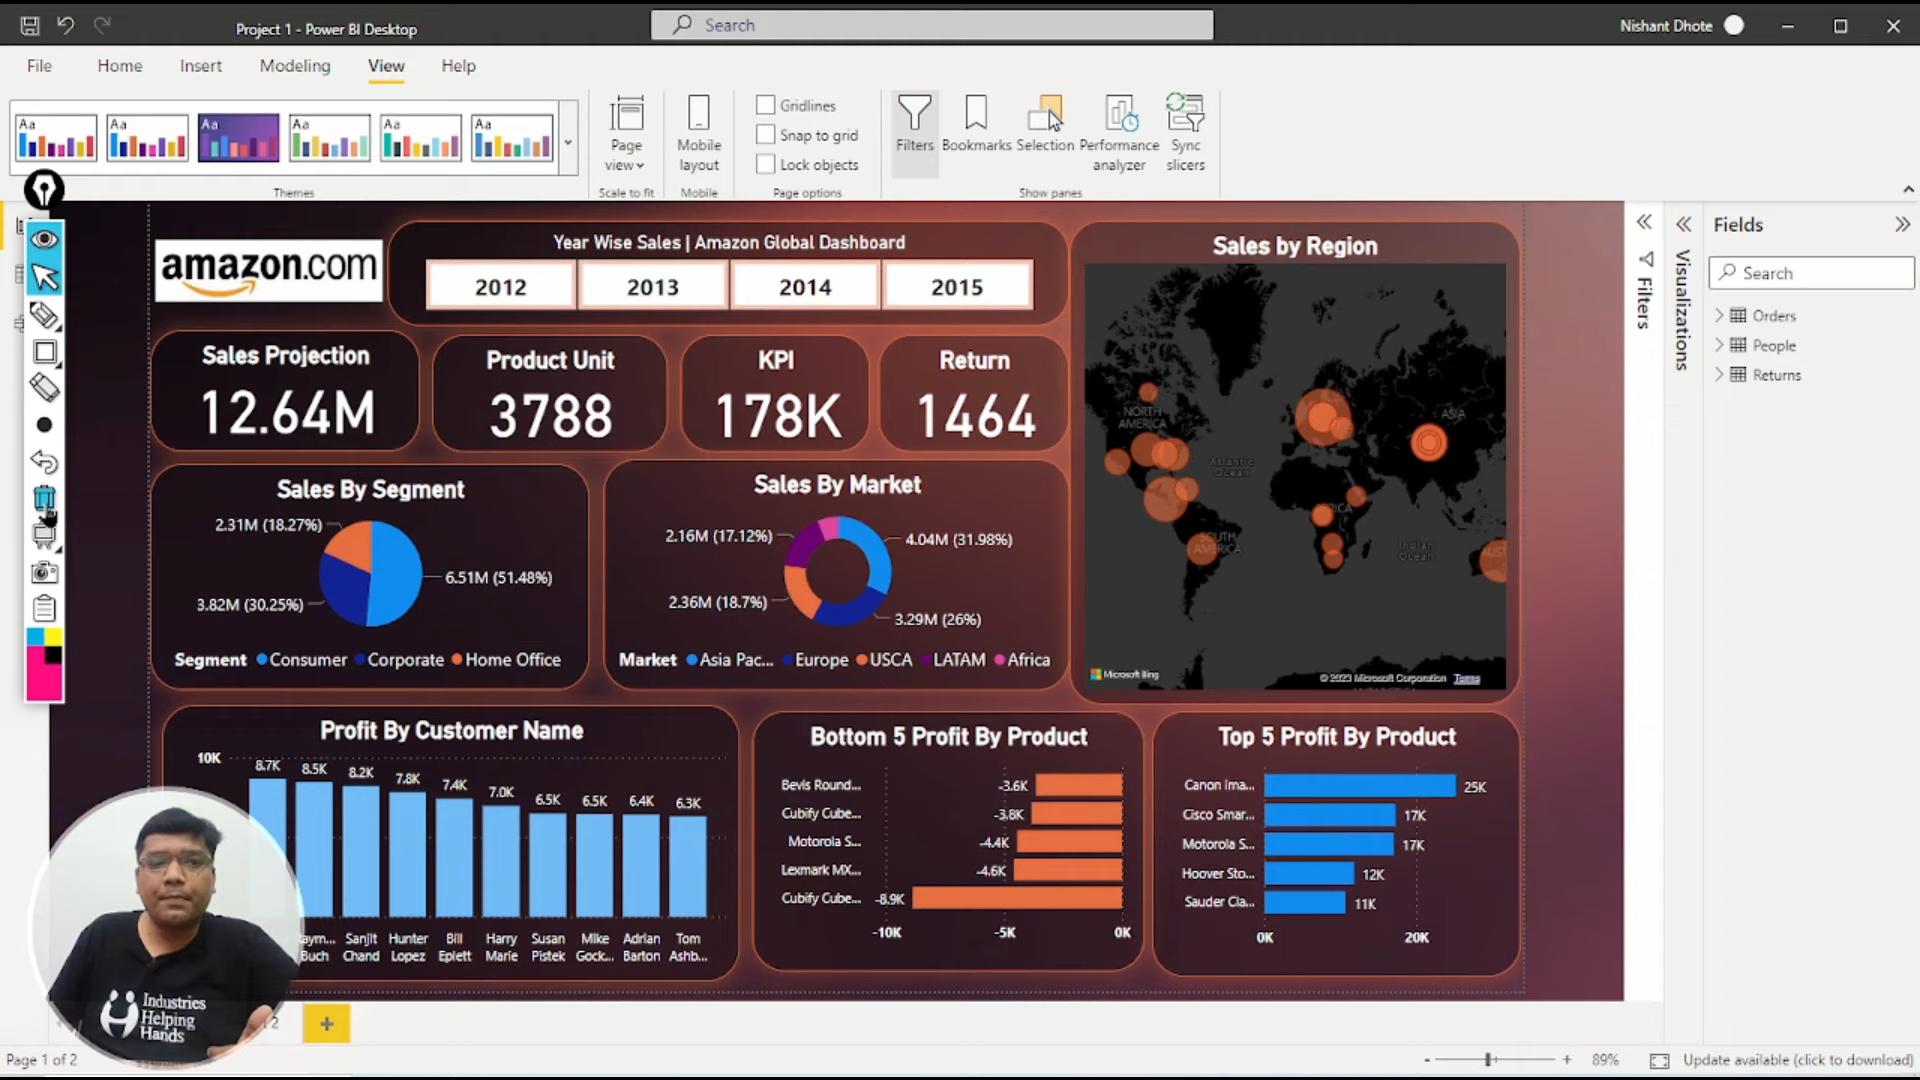 Project 1 - Power BI Desktop
Search
Nishant Dhote
File
Home
Insert
Modeling
View
Help
Aa
Aa
Aa
Aa
Aa
Aa
Page view
Mobile layout
Gridlines
Snap to grid
Lock objects
Filters
Bookmarks
Selection
Performance analyzer
Sync slicers
Themes
Scale to fit
Mobile
Page options
Show panes
amazon.com
Year Wise Sales | Amazon Global Dashboard
2012
2013
2014
2015
Sales Projection
12.64M
Product Unit
3788
KPI
178K
Return
1464
Sales by Region
NORTH AMERICA
Atlantic Ocean
ASIA
SOUTH AMERICA
Indian Ocean
Microsoft Bing
© 2023 Microsoft Corporation Terms
Sales By Segment
2.31M (18.27%)
6.51M (51.48%)
3.82M (30.25%)
Segment Consumer Corporate Home Office
Sales By Market
2.16M (17.12%)
4.04M (31.98%)
2.36M (18.7%)
3.29M (26%)
Market Asia Pac... Europe USCA LATAM Africa
Profit By Customer Name
10K
8.7K
8.5K
8.2K
7.8K
7.4K
7.0K
6.5K
6.5K
6.4K
6.3K
Buch
Sanjit Chand
Hunter Lopez
Bill Eplett
Harry Marie
Susan Pistek
Mike Gock...
Adrian Barton
Tom Ashb...
Bottom 5 Profit By Product
Bevis Round... -3.6K
Cubify Cube... -3.8K
Motorola S... -4.4K
Lexmark MX... -4.6K
Cubify Cube... -8.9K
-10K
-5K
0K
Top 5 Profit By Product
Canon Ima... 25K
Cisco Smar... 17K
Motorola S... 17K
Hoover Sto... 12K
Sauder Cla... 11K
0K
20K
Filters
Visualizations
Fields
Search
Orders
People
Returns
Industries
Helping
Hands
Page 1 of 2
- + 89%
Update available (click to download)